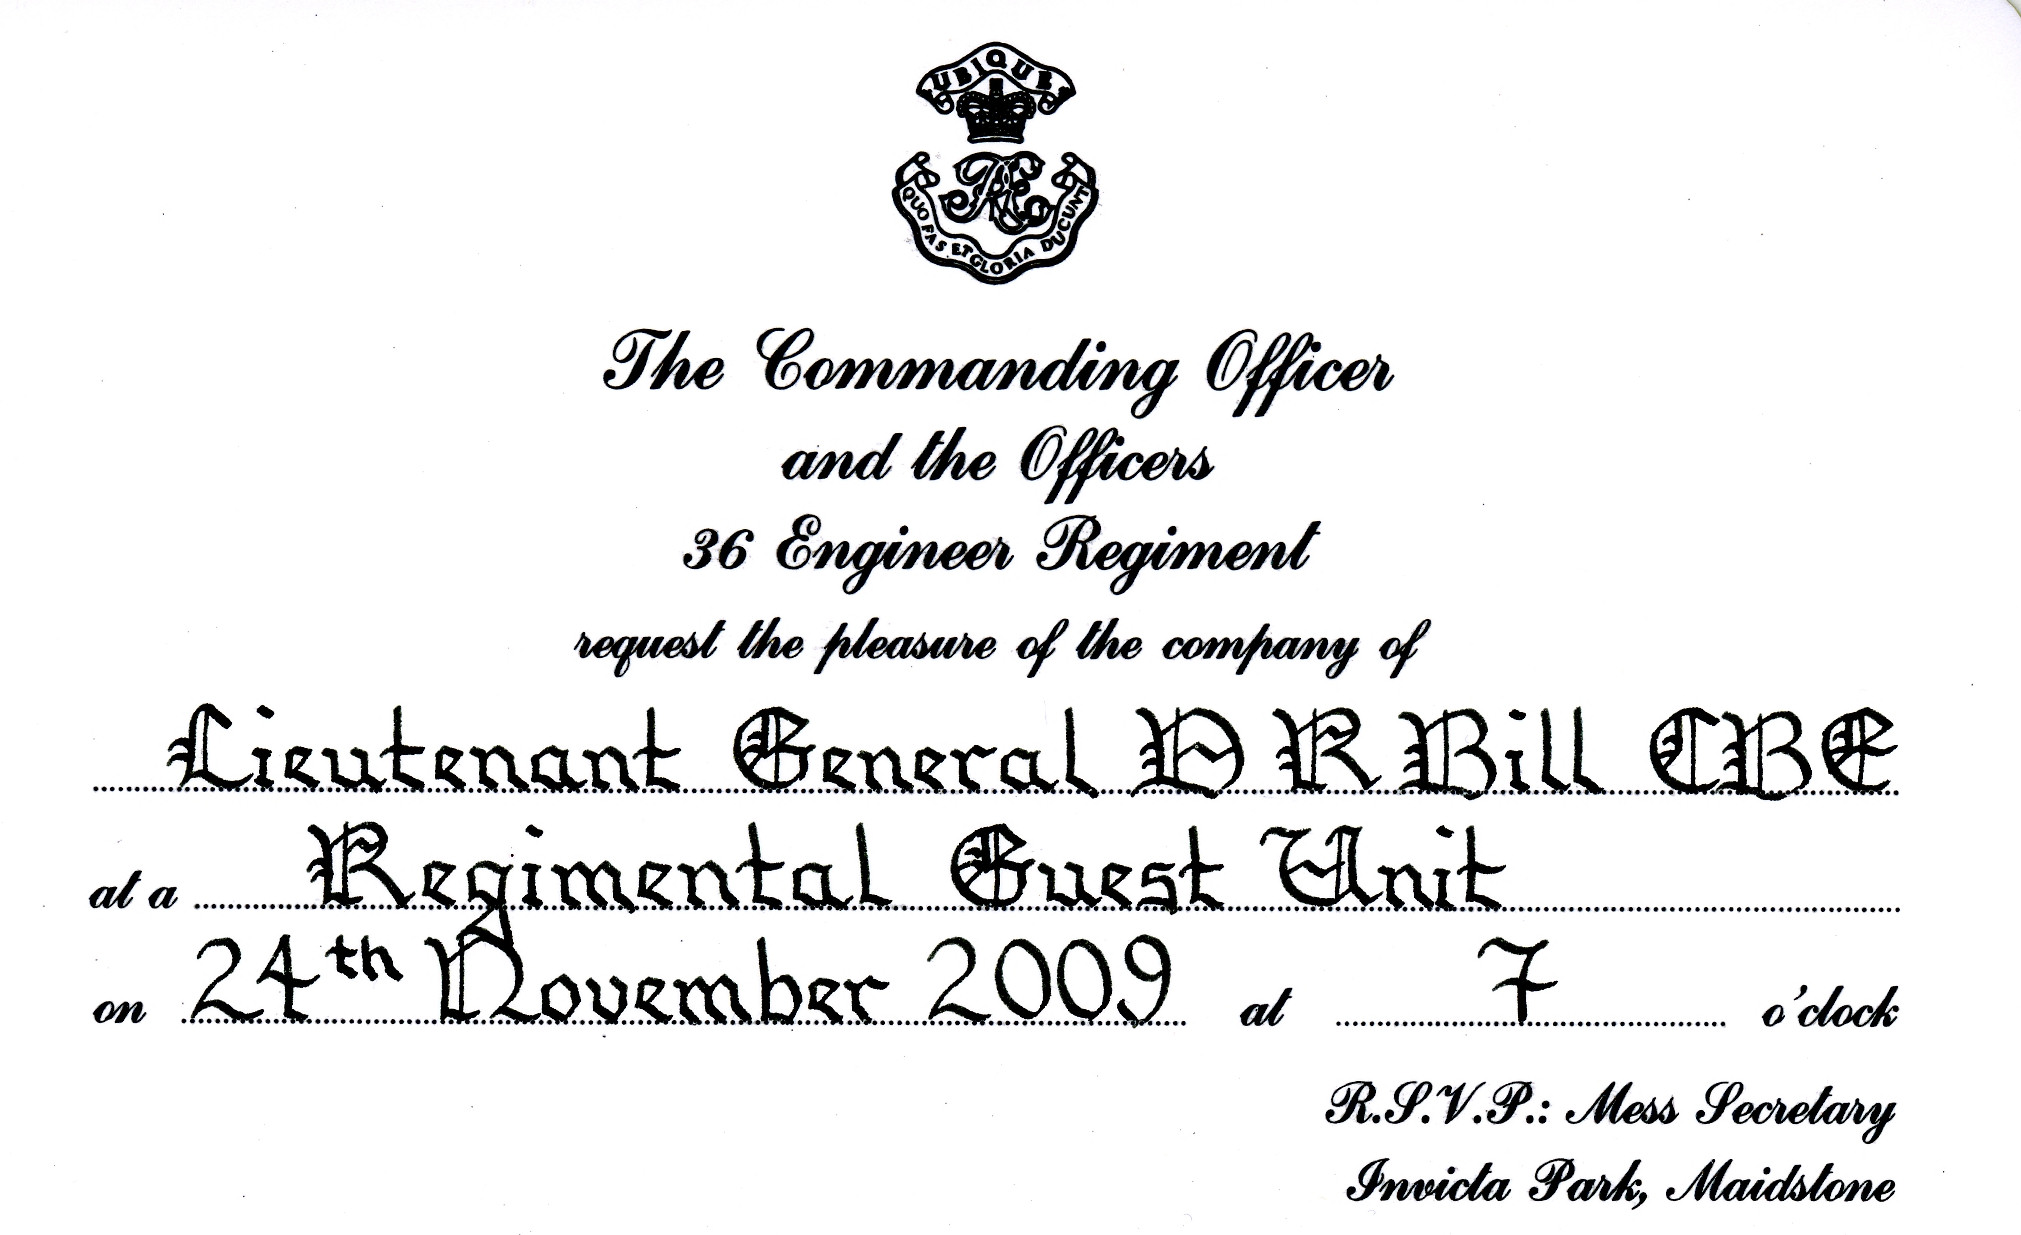 UBIQUE
QUO FAS ET GLORIA DUCUNT
The Commanding Officer
and the Officers
36 Engineer Regiment
request the pleasure of the company of
Lieutenant General D R Bill CBE
at a Regimental Guest Unit
on 24th November 2009 at 7 o'clock
R.S.V.P.: Mess Secretary
Invicta Park, Maidstone